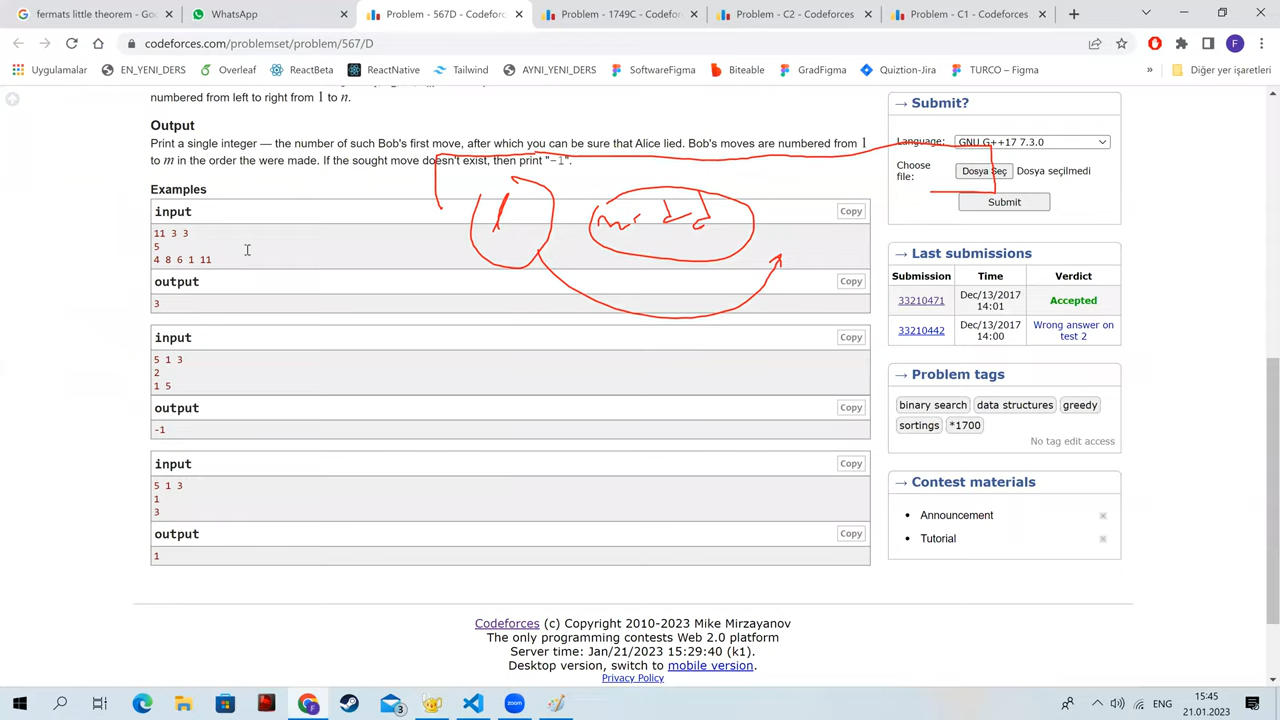 fermats little theorem - Goo
WhatsApp
Problem - 567D - Codeforces
Problem - 1749C - Codeforces
Problem - C2 - Codeforces
Problem - C1 - Codeforces
codeforces.com/problemset/problem/567/D
F
Uygulamalar
EN_YENI_DERS
Overleaf
ReactBeta
ReactNative
Tailwind
AYNI_YENI_DERS
SoftwareFigma
Biteable
GradFigma
Quiztion-Jira
TURCO – Figma
»
Diğer yer işaretleri
numbered from left to right from 1 to n.
Output
Print a single integer — the number of such Bob's first move, after which you can be sure that Alice lied. Bob's moves are numbered from 1
to m in the order the were made. If the sought move doesn't exist, then print "-1".
Examples
input
Copy
11 3 3
5
4 8 6 1 11
output
Copy
3
input
Copy
5 1 3
2
1 5
output
Copy
-1
input
Copy
5 1 3
1
3
output
Copy
1
→ Submit?
Language:
GNU G++17 7.3.0
Choose
file:
Dosya Seç
Dosya seçilmedi
Submit
→ Last submissions
Submission Time Verdict
33210471 Dec/13/2017 14:01 Accepted
33210442 Dec/13/2017 14:00 Wrong answer on test 2
→ Problem tags
binary search
data structures
greedy
sortings
*1700
No tag edit access
→ Contest materials
Announcement
Tutorial
Codeforces (c) Copyright 2010-2023 Mike Mirzayanov
The only programming contests Web 2.0 platform
Server time: Jan/21/2023 15:29:40 (k1).
Desktop version, switch to mobile version.
Privacy Policy
3
zoom
ENG
15:45
21.01.2023